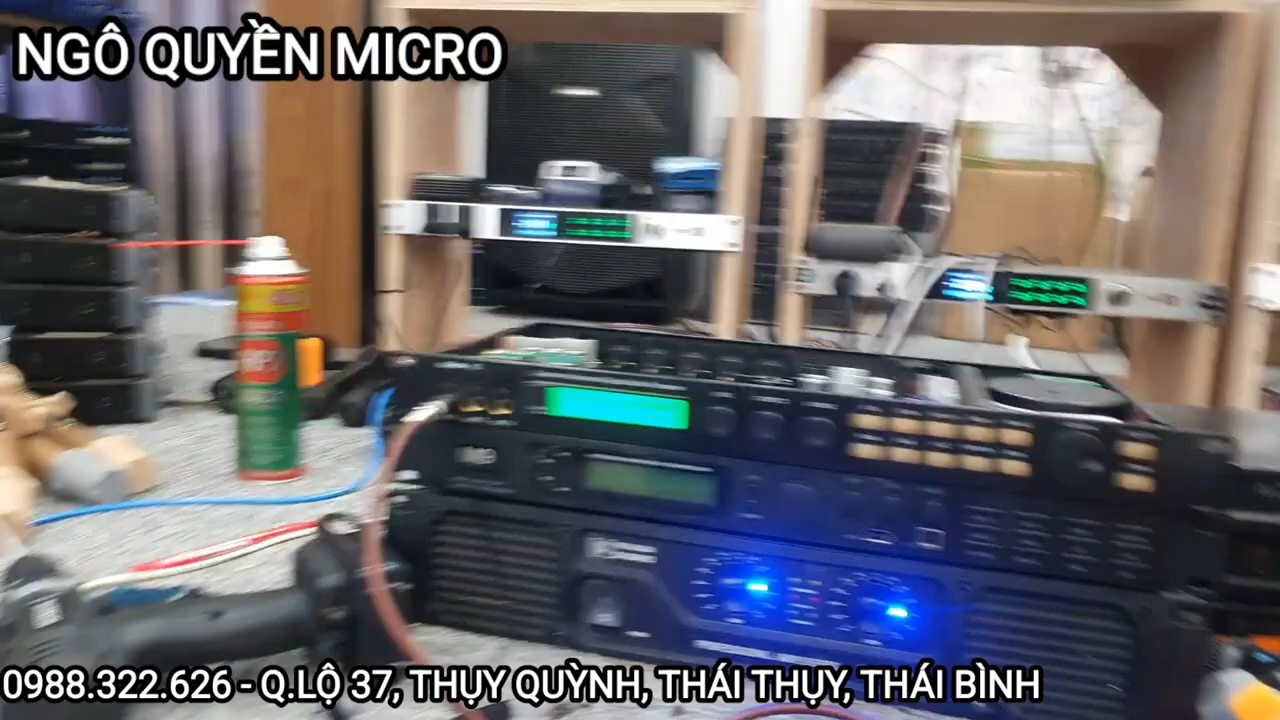 NGÔ QUYỀN MICRO
0988.322.626 - Q.LỘ 37, THỤY QUỲNH, THÁI THỤY, THÁI BÌNH